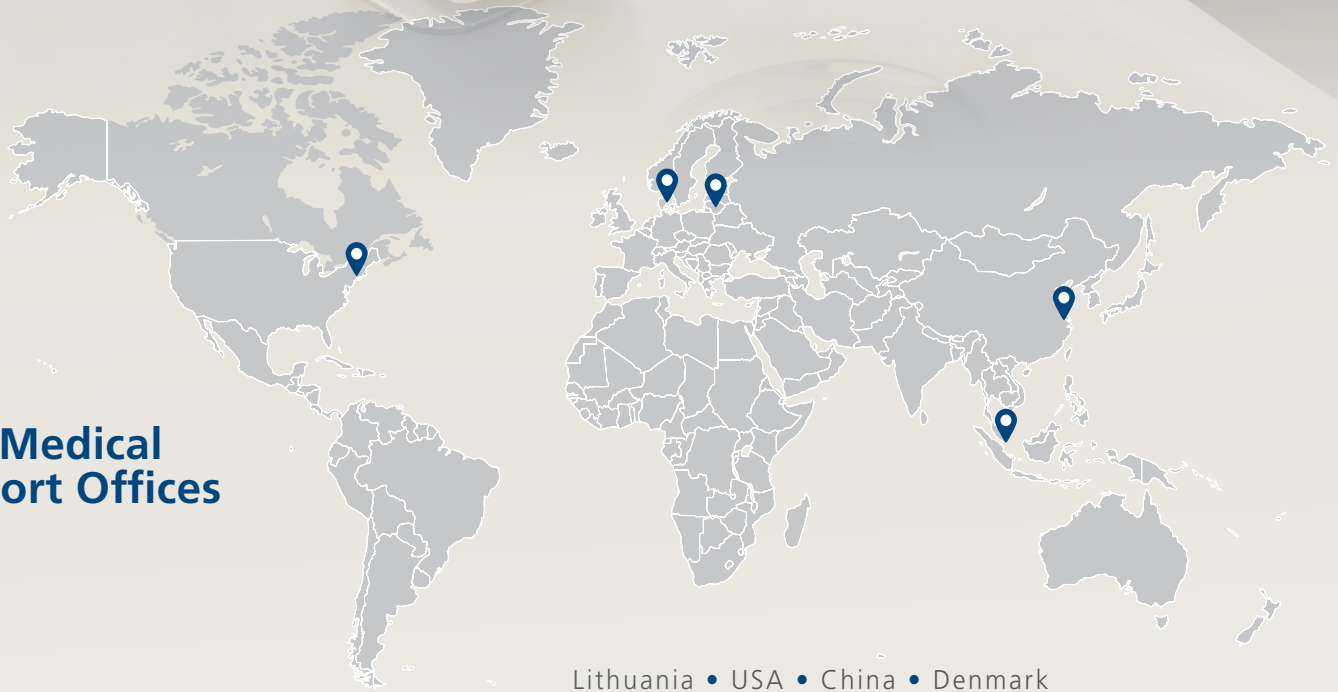 Medical
ort Offices
Lithuania • USA • China • Denmark